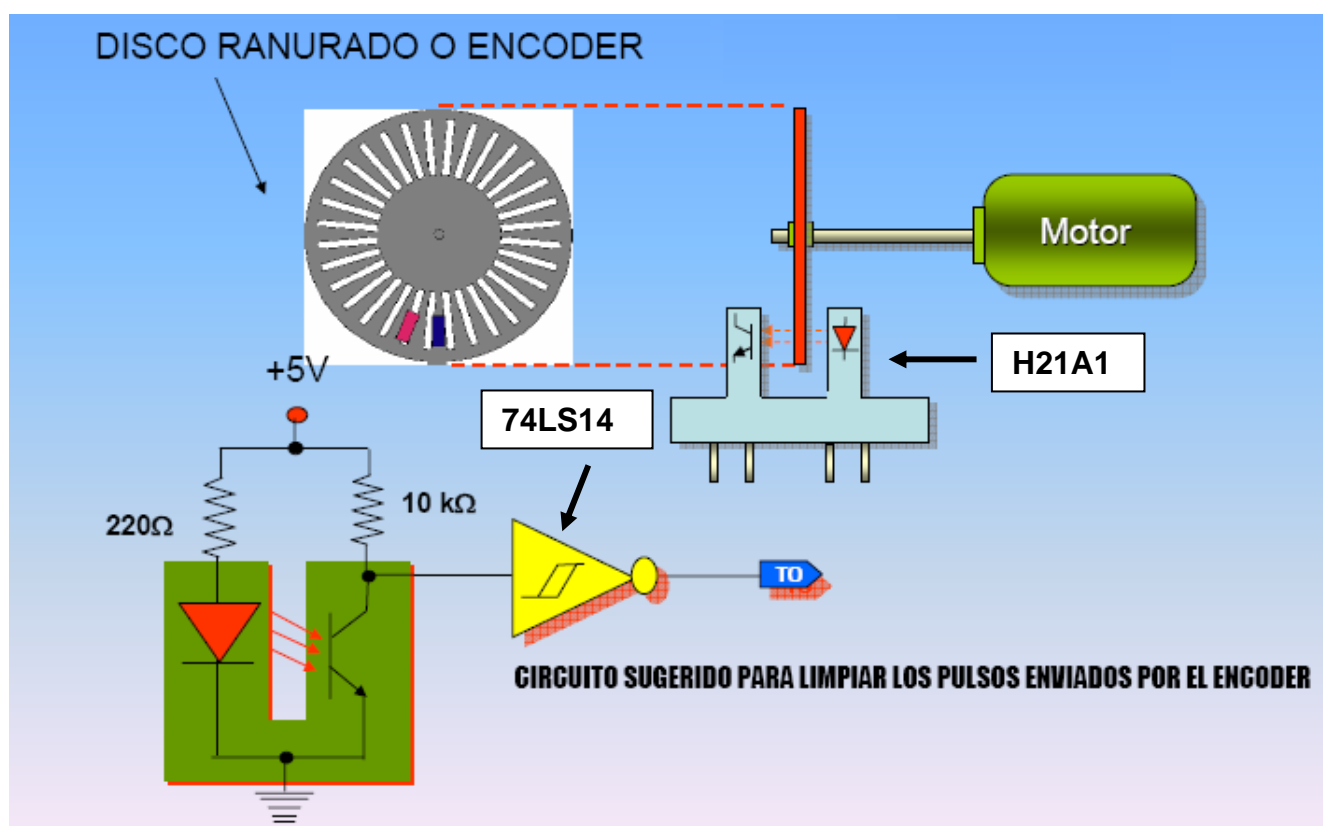 DISCO RANURADO O ENCODER
Motor
H21A1
+5V
74LS14
10 kΩ
220Ω
TO
CIRCUITO SUGERIDO PARA LIMPIAR LOS PULSOS ENVIADOS POR EL ENCODER